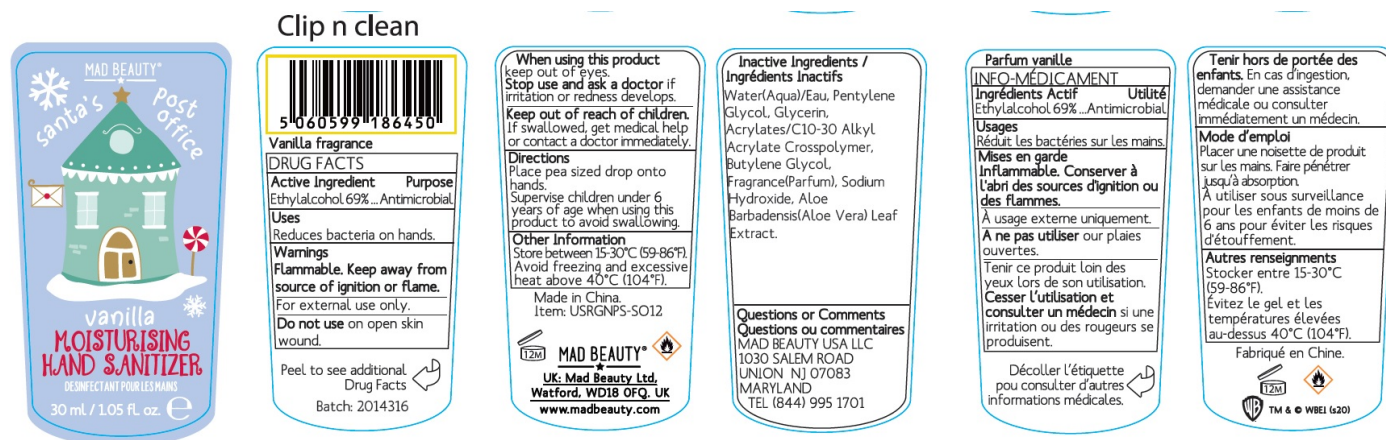 Clip n clean
MAD BEAUTY®
santa's
post
office
vanilla
MOISTURISING
HAND SANITIZER
DESINFECTANT POUR LES MAINS
30 ml / 1.05 fl. oz. ℮
5 060599 186450
Vanilla fragrance
DRUG FACTS
Active Ingredient Purpose
Ethylalcohol 69% ... Antimicrobial
Uses
Reduces bacteria on hands.
Warnings
Flammable. Keep away from
source of ignition or flame.
For external use only.
Do not use on open skin
wound.
Peel to see additional
Drug Facts
Batch: 2014316
When using this product
keep out of eyes.
Stop use and ask a doctor if
irritation or redness develops.
Keep out of reach of children.
If swallowed, get medical help
or contact a doctor immediately.
Directions
Place pea sized drop onto
hands.
Supervise children under 6
years of age when using this
product to avoid swallowing.
Other Information
Store between 15-30°C (59-86°F).
Avoid freezing and excessive
heat above 40°C (104°F).
Made in China.
Item: USRGNPS-SO12
12M
MAD BEAUTY®
UK: Mad Beauty Ltd,
Watford, WD18 0FQ. UK
www.madbeauty.com
Inactive Ingredients /
Ingrédients Inactifs
Water(Aqua)/Eau, Pentylene
Glycol, Glycerin,
Acrylates/C10-30 Alkyl
Acrylate Crosspolymer,
Butylene Glycol,
Fragrance(Parfum), Sodium
Hydroxide, Aloe
Barbadensis(Aloe Vera) Leaf
Extract.
Questions or Comments
Questions ou commentaires
MAD BEAUTY USA LLC
1030 SALEM ROAD
UNION NJ 07083
MARYLAND
TEL (844) 995 1701
Parfum vanille
INFO-MÉDICAMENT
Ingrédients Actif Utilité
Ethylalcohol 69% ...Antimicrobial
Usages
Réduit les bactéries sur les mains.
Mises en garde
Inflammable. Conserver à
l'abri des sources d'ignition ou
des flammes.
À usage externe uniquement.
A ne pas utiliser our plaies
ouvertes.
Tenir ce produit loin des
yeux lors de son utilisation.
Cesser l'utilisation et
consulter un médecin si une
irritation ou des rougeurs se
produisent.
Décoller l'étiquette
pou consulter d'autres
informations médicales.
Tenir hors de portée des
enfants. En cas d'ingestion,
demander une assistance
médicale ou consulter
immédiatement un médecin.
Mode d'emploi
Placer une noisette de produit
sur les mains. Faire pénétrer
jusqu'à absorption.
À utiliser sous surveillance
pour les enfants de moins de
6 ans pour éviter les risques
d'étouffement.
Autres renseignments
Stocker entre 15-30°C
(59-86°F).
Évitez le gel et les
températures élevées
au-dessus 40°C (104°F).
Fabriqué en Chine.
12M
WB TM & © WBEI (s20)